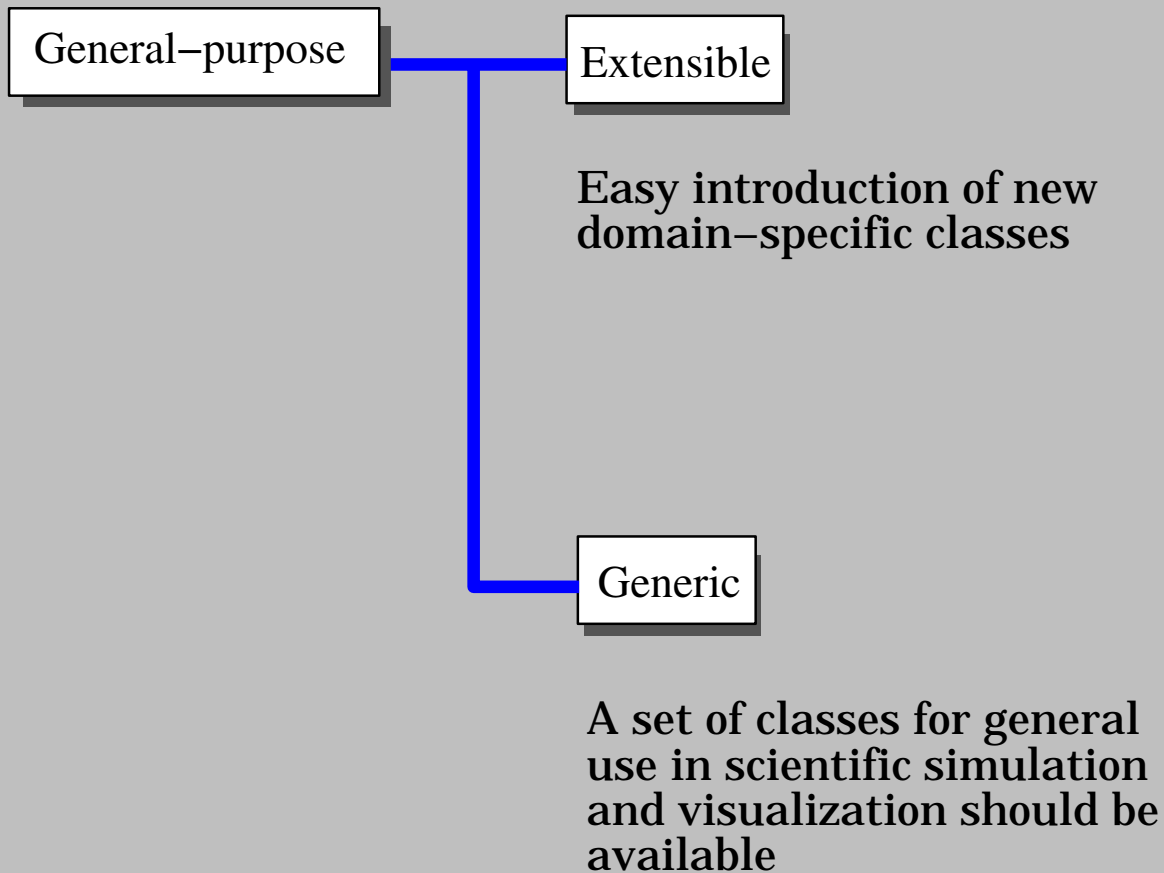 General−purpose
Extensible
Easy introduction of new
domain−specific classes
Generic
A set of classes for general
use in scientific simulation
and visualization should be
available